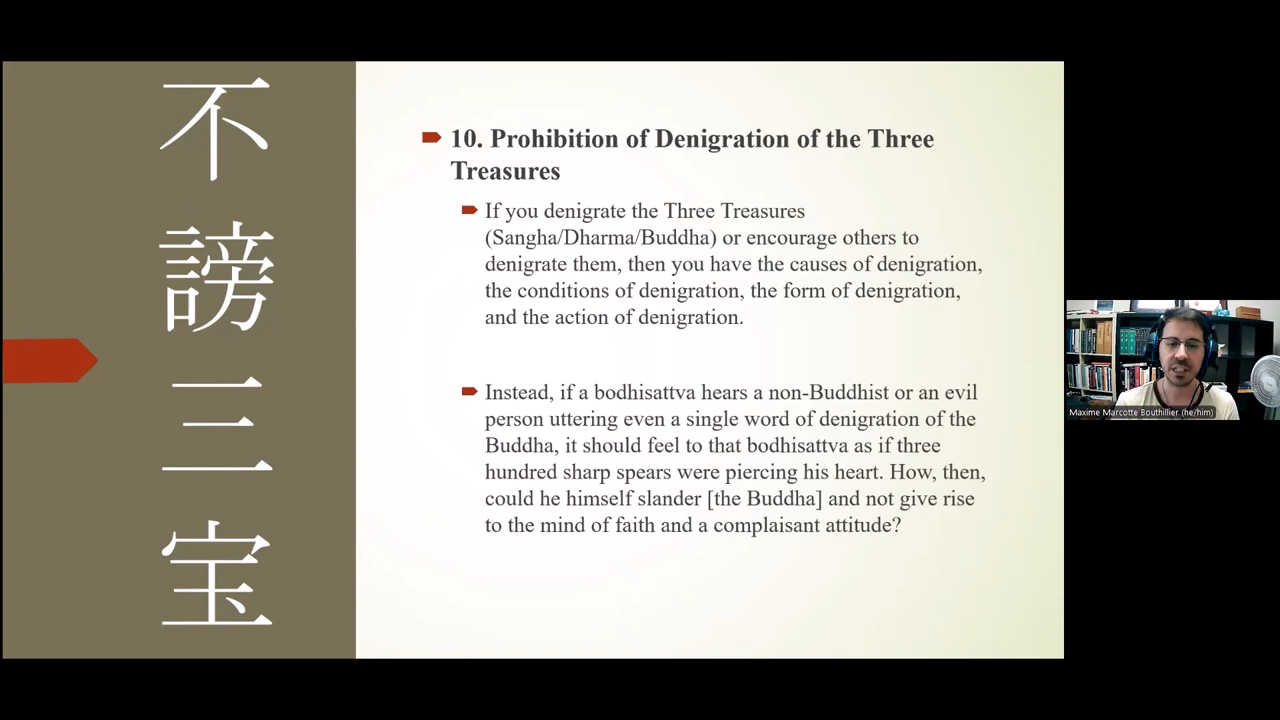 不謗三宝
10. Prohibition of Denigration of the Three
Treasures
If you denigrate the Three Treasures
(Sangha/Dharma/Buddha) or encourage others to
denigrate them, then you have the causes of denigration,
the conditions of denigration, the form of denigration,
and the action of denigration.
Instead, if a bodhisattva hears a non-Buddhist or an evil
person uttering even a single word of denigration of the
Buddha, it should feel to that bodhisattva as if three
hundred sharp spears were piercing his heart. How, then,
could he himself slander [the Buddha] and not give rise
to the mind of faith and a complaisant attitude?
Maxime Marcotte Bouthillier (he/him)